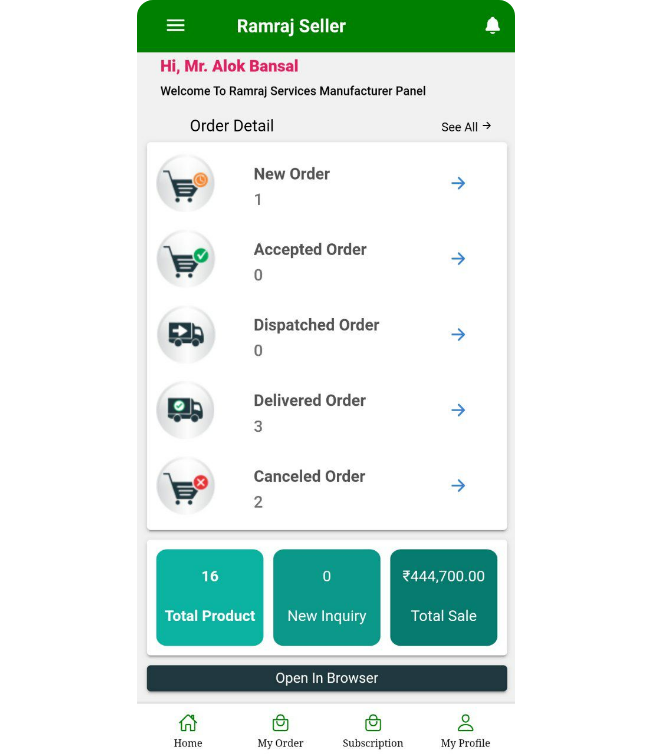 Ramraj Seller
Hi, Mr. Alok Bansal
Welcome To Ramraj Services Manufacturer Panel
Order Detail
See All →
New Order
1
Accepted Order
0
Dispatched Order
0
Delivered Order
3
Canceled Order
2
16
Total Product
0
New Inquiry
₹444,700.00
Total Sale
Open In Browser
Home
My Order
Subscription
My Profile